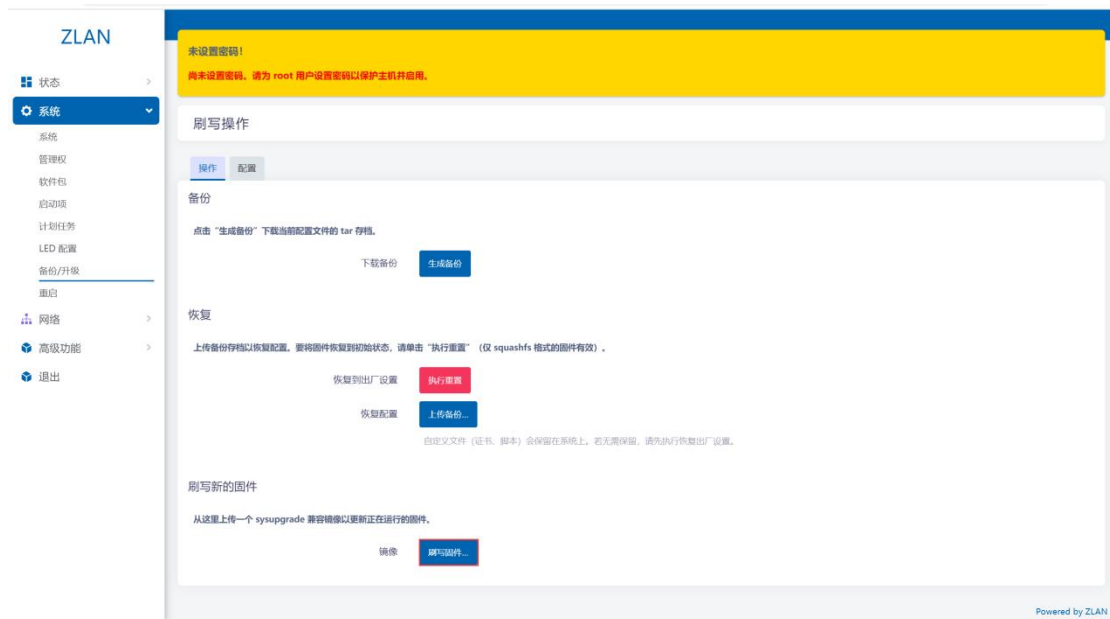 ZLAN
未设置密码！
尚未设置密码。请为 root 用户设置密码以保护主机并启用。
状态
系统
系统
管理权
软件包
启动项
计划任务
LED 配置
备份/升级
重启
网络
高级功能
退出
刷写操作
操作 配置
备份
点击“生成备份”下载当前配置文件的 tar 存档。
下载备份 生成备份
恢复
上传备份存档以恢复配置。要将固件恢复到初始状态，请单击“执行重置”（仅 squashfs 格式的固件有效）。
恢复到出厂设置 执行重置
恢复配置 上传备份...
自定义文件（证书、脚本）会保留在系统上。若无需保留，请先执行恢复出厂设置。
刷写新的固件
从这里上传一个 sysupgrade 兼容镜像以更新正在运行的固件。
镜像 刷写固件...
Powered by ZLAN